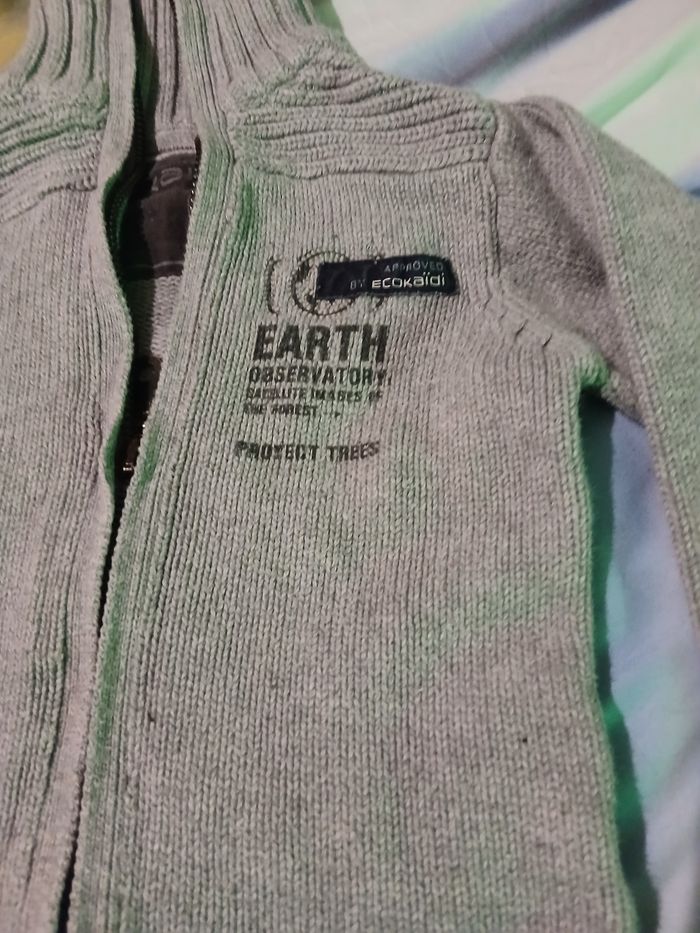 APPROVED
BY ECOKAÏDI
EARTH
OBSERVATORY
SATELLITE IMAGES OF
THE FOREST
PROTECT TREES